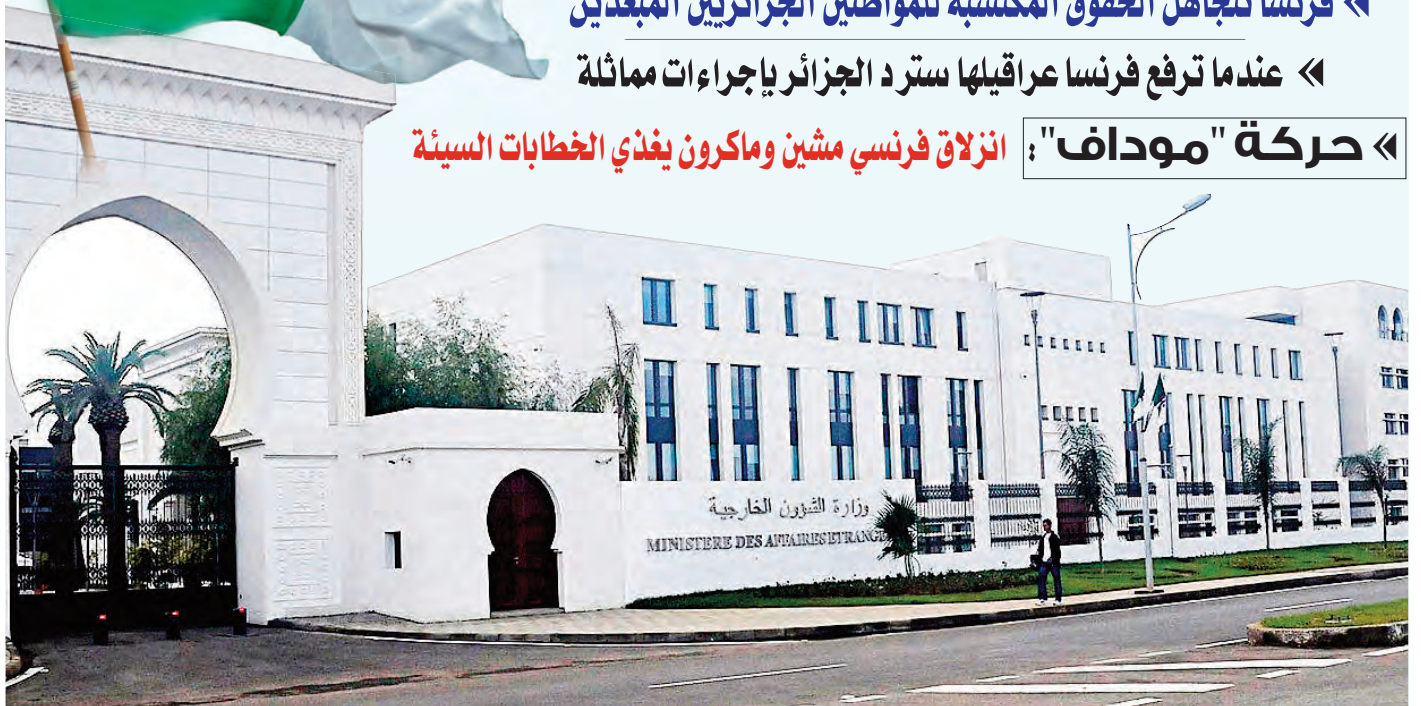 » فرنسا تتجاهل الحقوق المكتسبة للمواطنين الجزائريين المبعدين
» عندما ترفع فرنسا عراقيلها سترد الجزائر بإجراءات مماثلة
» حركة "موداف": انزلاق فرنسي مشين وماكرون يغذي الخطابات السيئة
وزارة الشؤون الخارجية
MINISTERE DES AFFAIRES ETRANGE